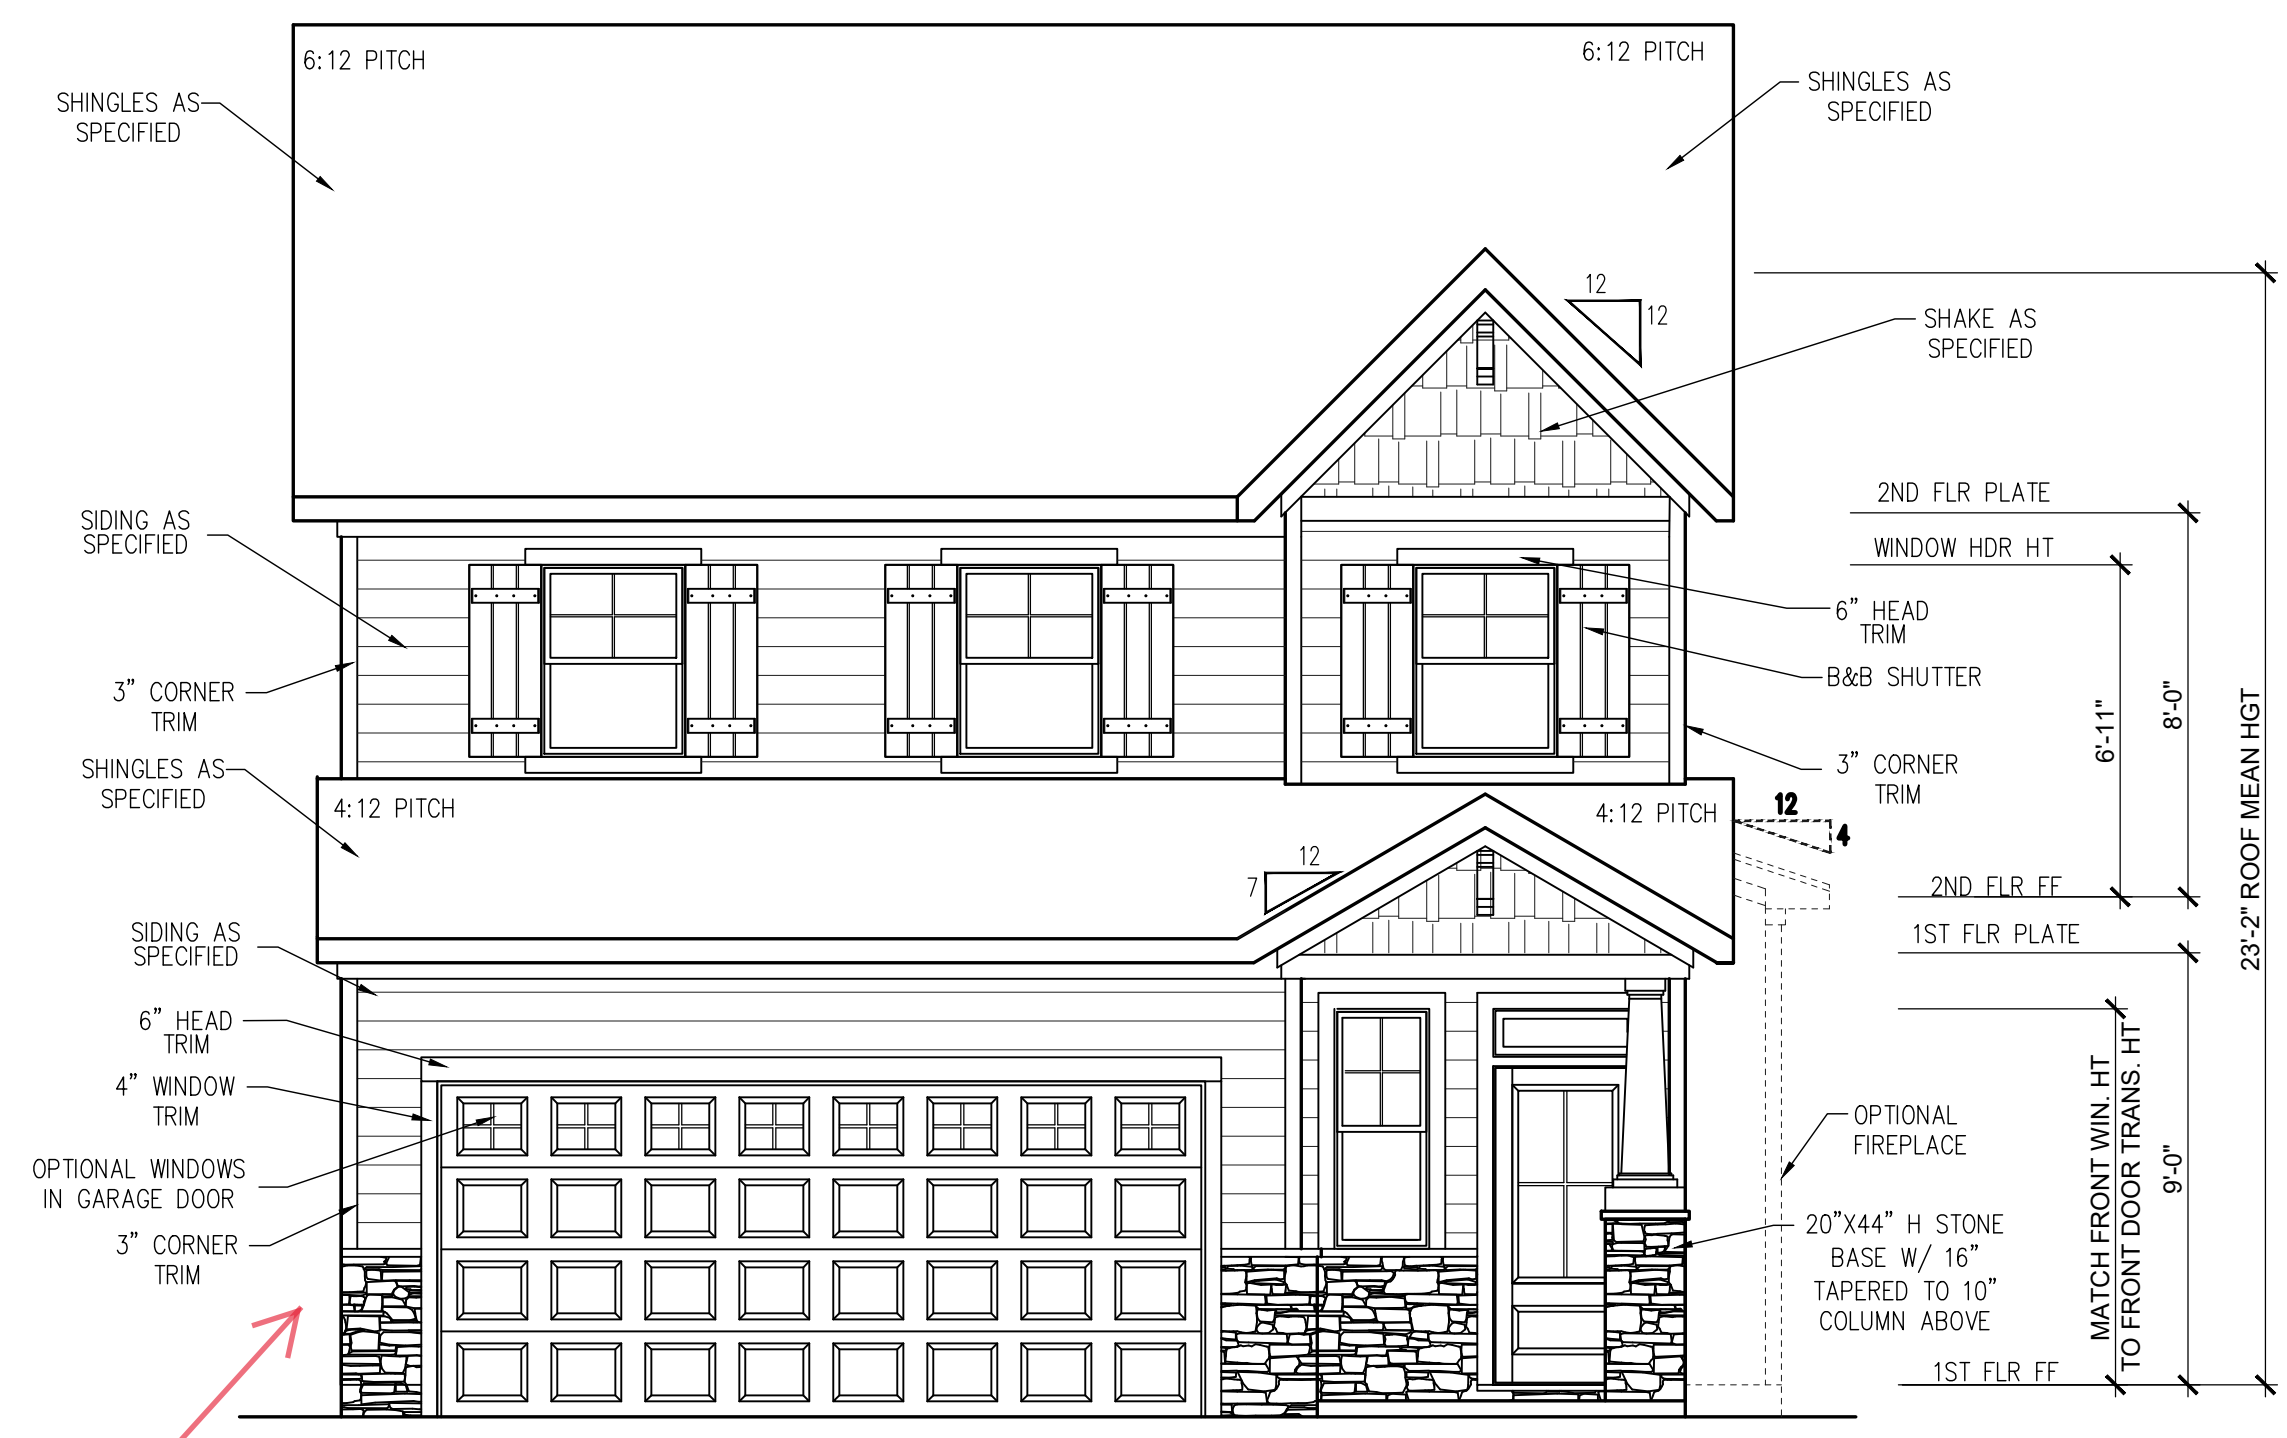 6:12 PITCH
6:12 PITCH
SHINGLES AS
SPECIFIED
SHINGLES AS
SPECIFIED
12
12
SHAKE AS
SPECIFIED
2ND FLR PLATE
SIDING AS
SPECIFIED
WINDOW HDR HT
6" HEAD
TRIM
B&B SHUTTER
3" CORNER
TRIM
6'-11"
8'-0"
23'-2" ROOF MEAN HGT
3" CORNER
TRIM
SHINGLES AS
SPECIFIED
4:12 PITCH
4:12 PITCH
12
4
12
7
2ND FLR FF
1ST FLR PLATE
SIDING AS
SPECIFIED
6" HEAD
TRIM
4" WINDOW
TRIM
OPTIONAL WINDOWS
IN GARAGE DOOR
3" CORNER
TRIM
OPTIONAL
FIREPLACE
20"X44" H STONE
BASE W/ 16"
TAPERED TO 10"
COLUMN ABOVE
MATCH FRONT WIN. HT
TO FRONT DOOR TRANS. HT
9'-0"
1ST FLR FF